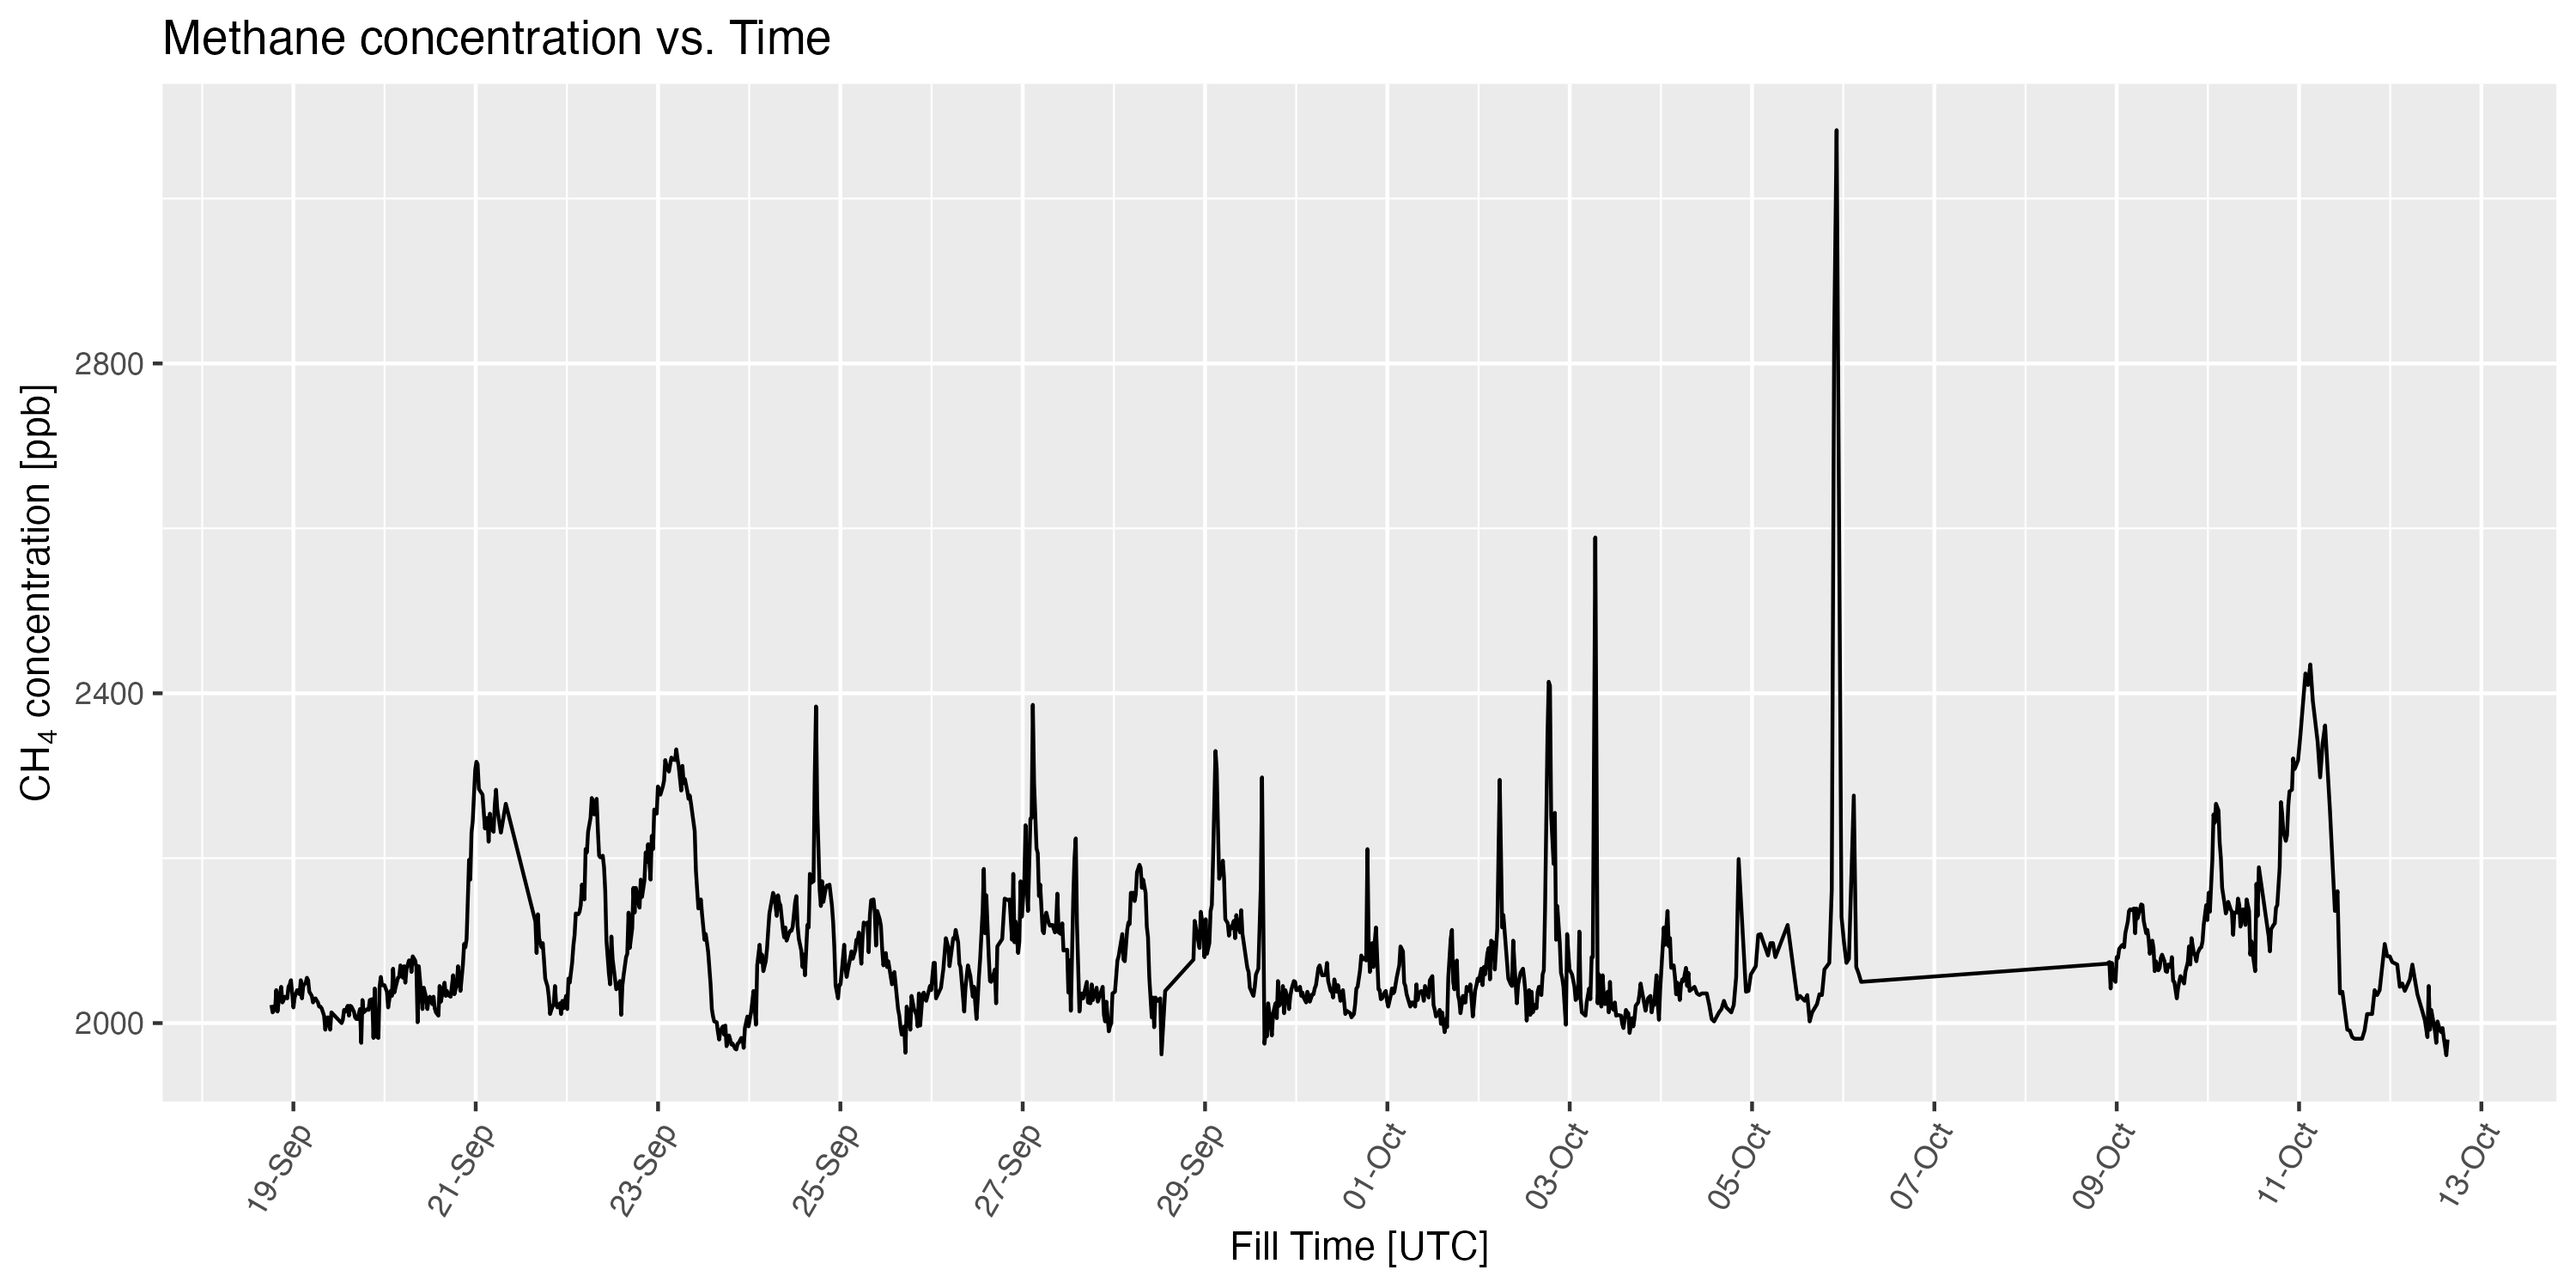 Methane concentration vs. Time
CH₄ concentration [ppb]
2800
2400
2000
19-Sep
21-Sep
23-Sep
25-Sep
27-Sep
29-Sep
01-Oct
03-Oct
05-Oct
07-Oct
09-Oct
11-Oct
13-Oct
Fill Time [UTC]